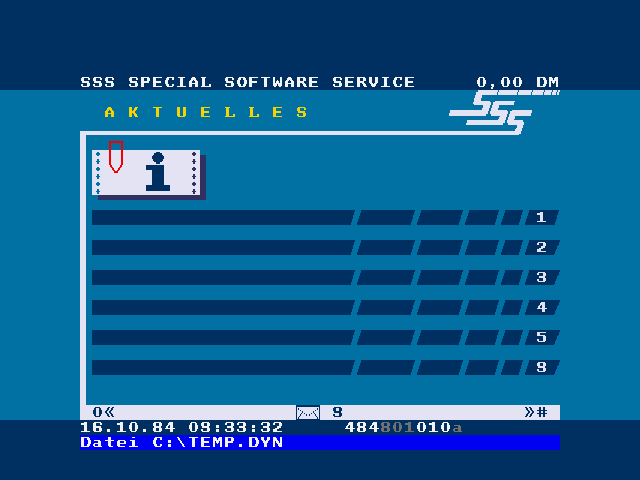 SSS SPECIAL SOFTWARE SERVICE 0,00 DM
A K T U E L L E S
SSS
i
1
2
3
4
5
8
0« 9 »#
16.10.84 09:33:32 484801010a
Datei C:\TEMP.DYN